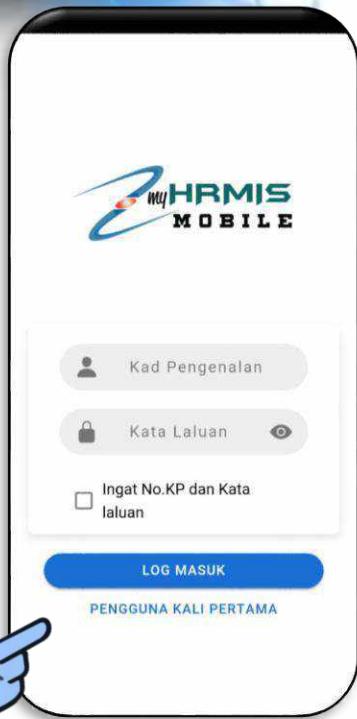 myHRMIS
MOBILE
Kad Pengenalan
Kata Laluan
Ingat No.KP dan Kata
laluan
LOG MASUK
PENGGUNA KALI PERTAMA